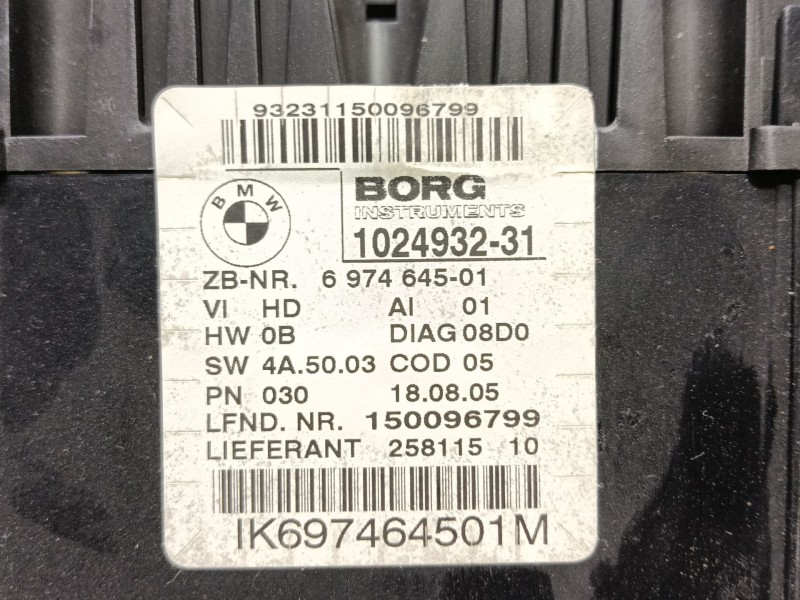 93231150096799
BMW
BORG
INSTRUMENTS
1024932-31
ZB-NR. 6 974 645-01
VI HD AI 01
HW 0B DIAG 08D0
SW 4A.50.03 COD 05
PN 030 18.08.05
LFND. NR. 150096799
LIEFERANT 258115 10
IK697464501M